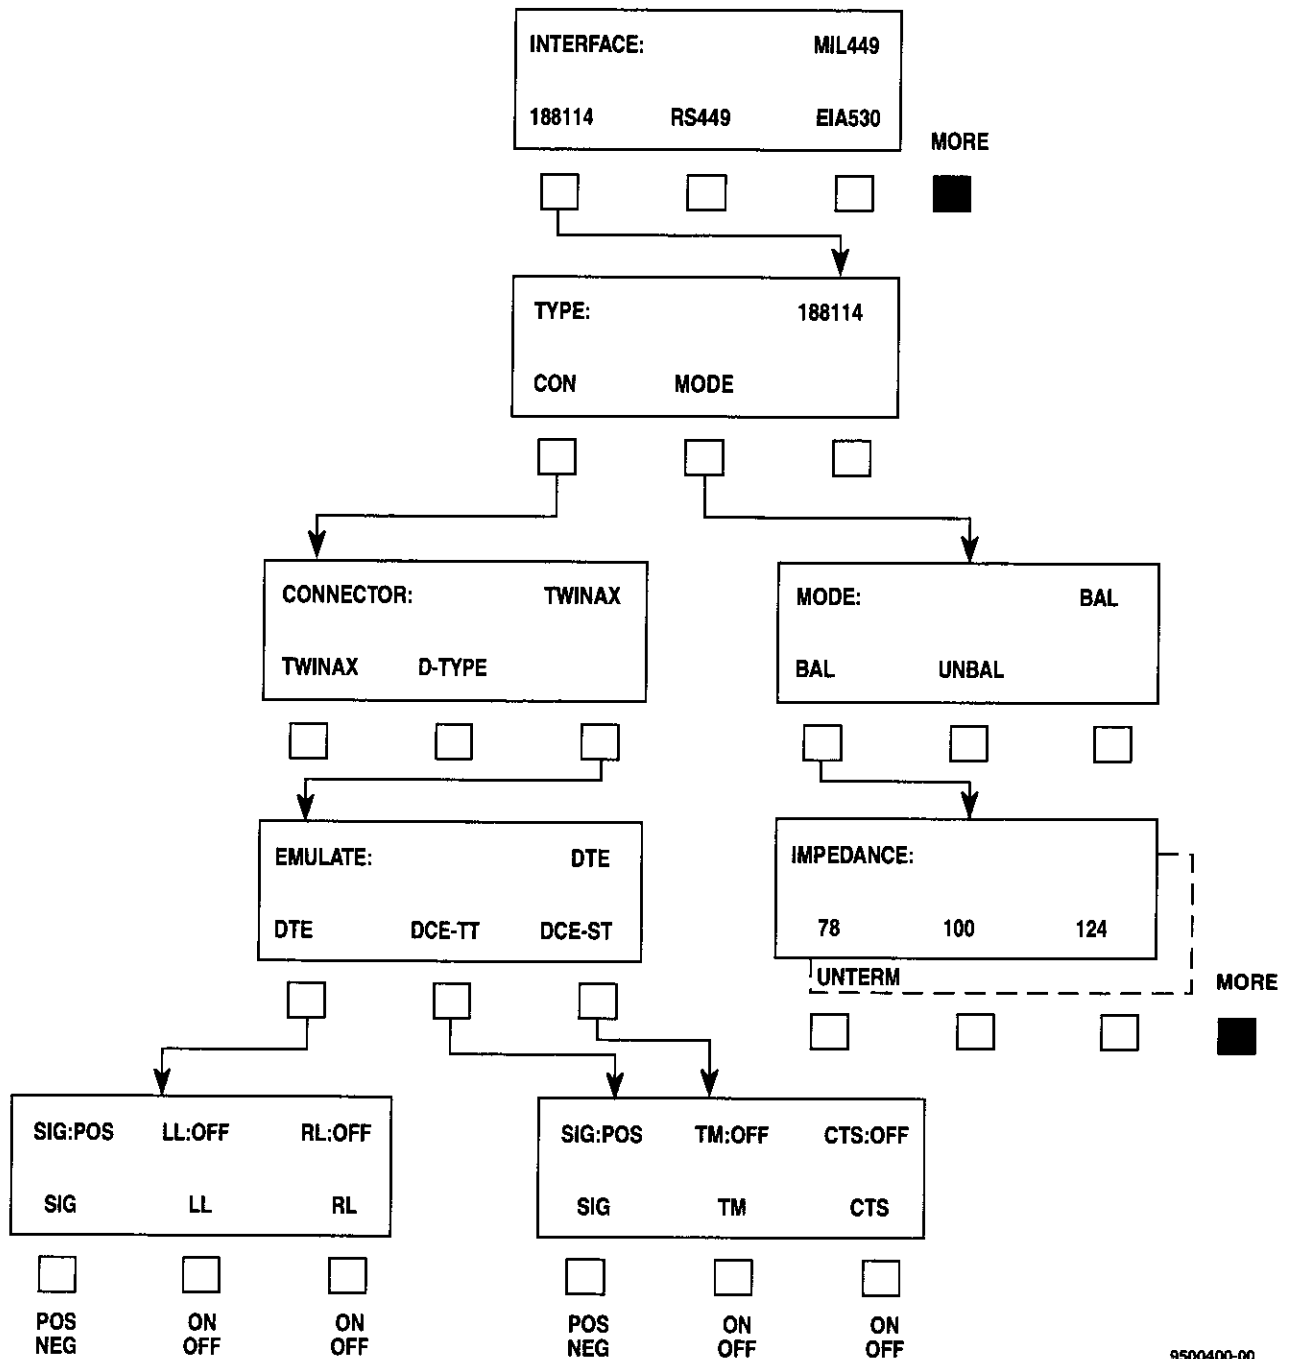 INTERFACE: MIL449
188114 RS449 EIA530
MORE
TYPE: 188114
CON MODE
CONNECTOR: TWINAX
TWINAX D-TYPE
MODE: BAL
BAL UNBAL
EMULATE: DTE
DTE DCE-TT DCE-ST
IMPEDANCE:
78 100 124
UNTERM
MORE
SIG:POS LL:OFF RL:OFF
SIG LL RL
POS ON ON
NEG OFF OFF
SIG:POS TM:OFF CTS:OFF
SIG TM CTS
POS ON ON
NEG OFF OFF
9500400-00